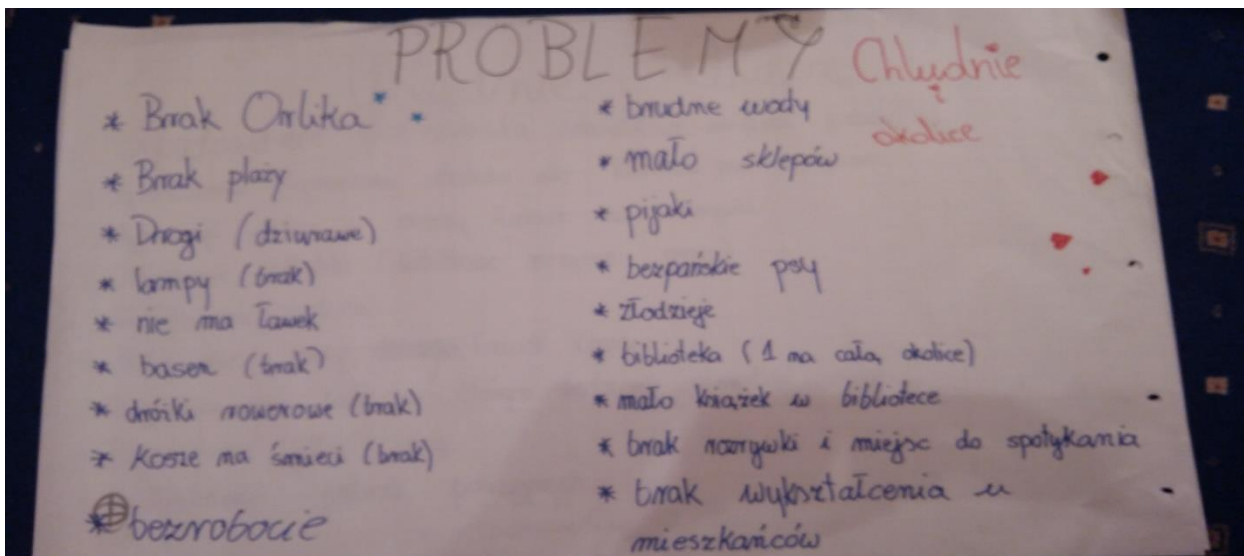 PROBLEMY
Chludnie
i
okolice
* Brak Orlika
* Brak plaży
* Drogi (dziurawe)
* lampy (brak)
* nie ma ławek
* basen (brak)
* dróżki rowerowe (brak)
* kosze na śmieci (brak)
* bezrobocie
* brudne wody
* mało sklepów
* pijaki
* bezpańskie psy
* złodzieje
* biblioteka (1 na całą okolice)
* mało książek w bibliotece
* brak rozrywki i miejsc do spotykania
* brak wykształcenia u
mieszkańców